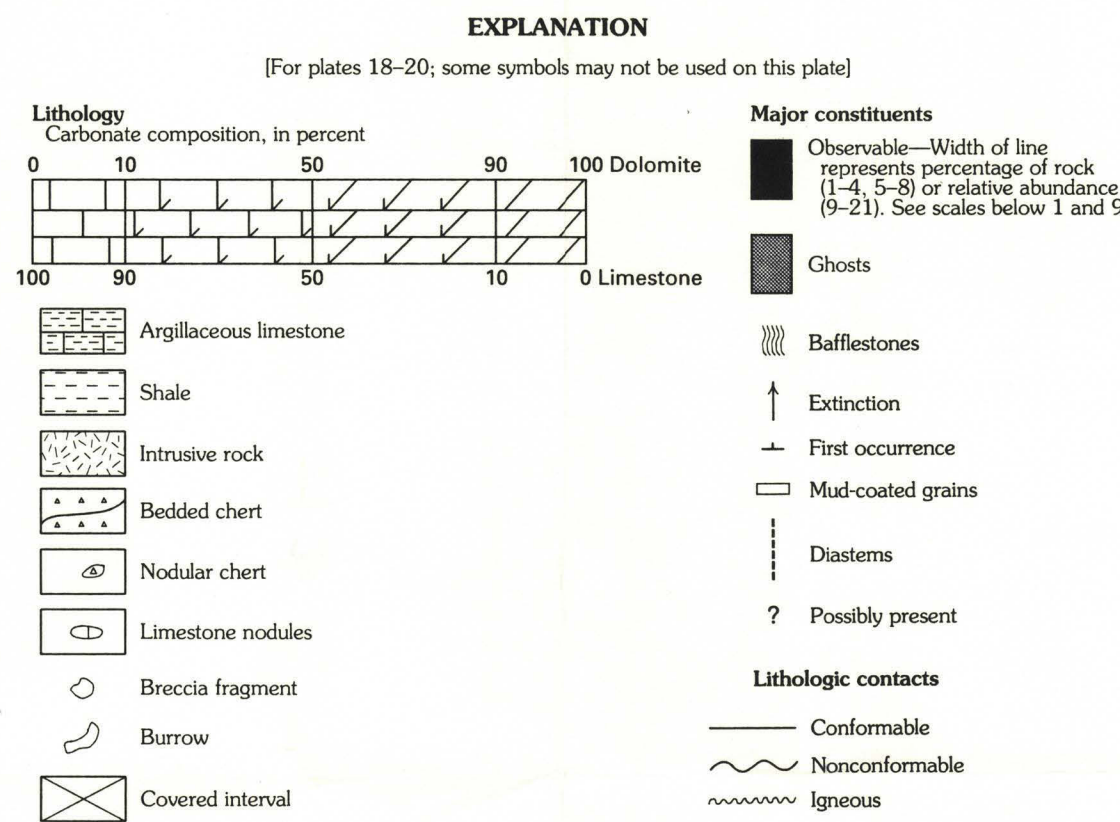 EXPLANATION
[For plates 18–20; some symbols may not be used on this plate]
Lithology
Carbonate composition, in percent
0 10 50 90 100 Dolomite
100 90 50 10 0 Limestone
Argillaceous limestone
Shale
Intrusive rock
Bedded chert
Nodular chert
Limestone nodules
Breccia fragment
Burrow
Covered interval
Major constituents
Observable—Width of line
represents percentage of rock
(1–4, 5–8) or relative abundance
(9–21). See scales below 1 and 9
Ghosts
Bafflestones
Extinction
First occurrence
Mud-coated grains
Diastems
? Possibly present
Lithologic contacts
Conformable
Nonconformable
Igneous